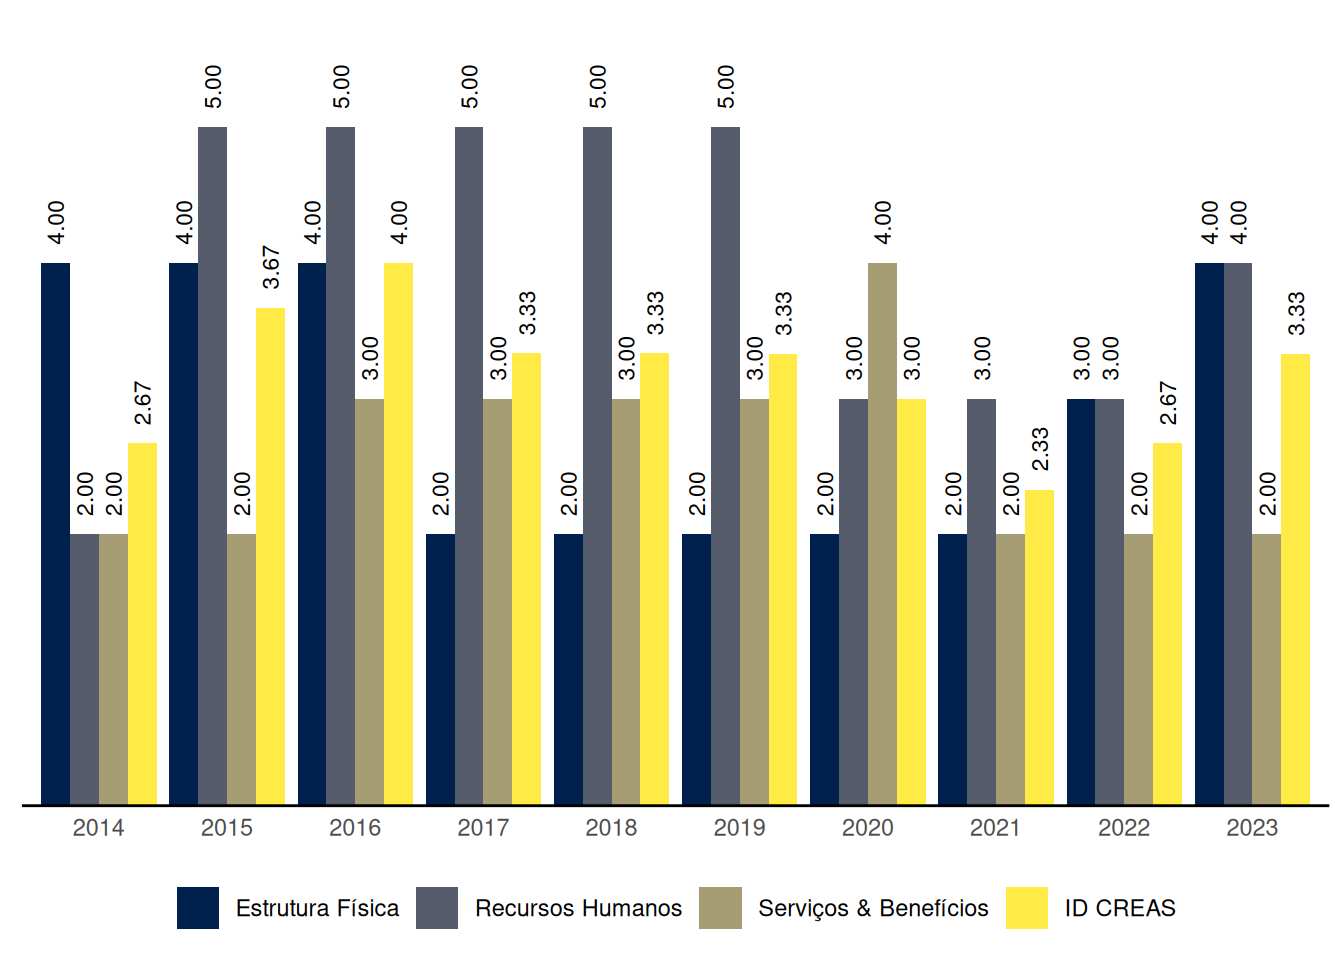 4.00 2.00 2.00 2.67
4.00 5.00 2.00 3.67
4.00 5.00 3.00 4.00
2.00 5.00 3.00 3.33
2.00 5.00 3.00 3.33
2.00 5.00 3.00 3.33
2.00 3.00 4.00 3.00
2.00 3.00 2.00 2.33
3.00 3.00 2.00 2.67
4.00 4.00 2.00 3.33
2014 2015 2016 2017 2018 2019 2020 2021 2022 2023
Estrutura Física Recursos Humanos Serviços & Benefícios ID CREAS